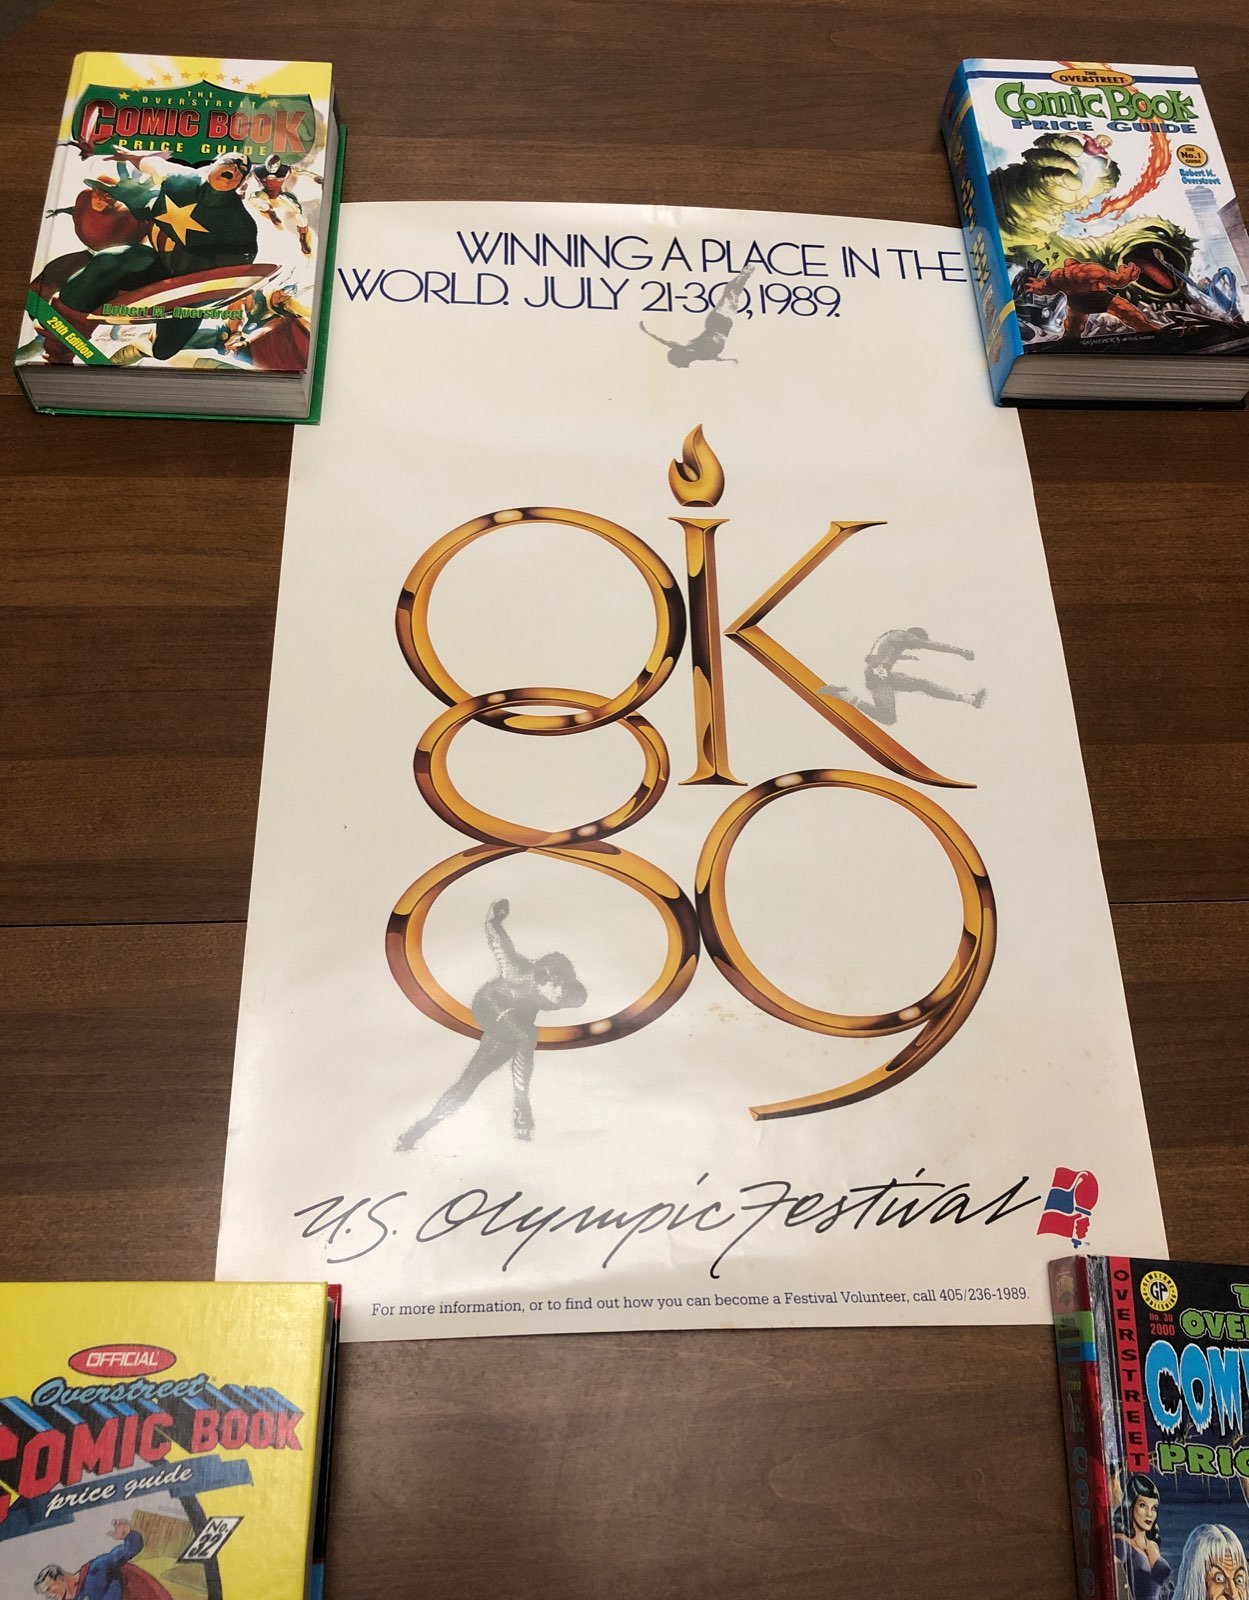 THE
OVERSTREET
COMIC BOOK
PRICE GUIDE
Robert M. Overstreet
29th Edition
THE
OVERSTREET
Comic Book
PRICE GUIDE
THE
No.1
GUIDE
Robert M.
Overstreet
WINNING A PLACE IN THE
WORLD. JULY 21-30, 1989.
OK
89
U.S. Olympic Festival
TM
For more information, or to find out how you can become a Festival Volunteer, call 405/236-1989.
OFFICIAL
Overstreet
COMIC BOOK
price guide
No.
32
OVERSTREET
GEMSTONE
GP
No. 30
2000